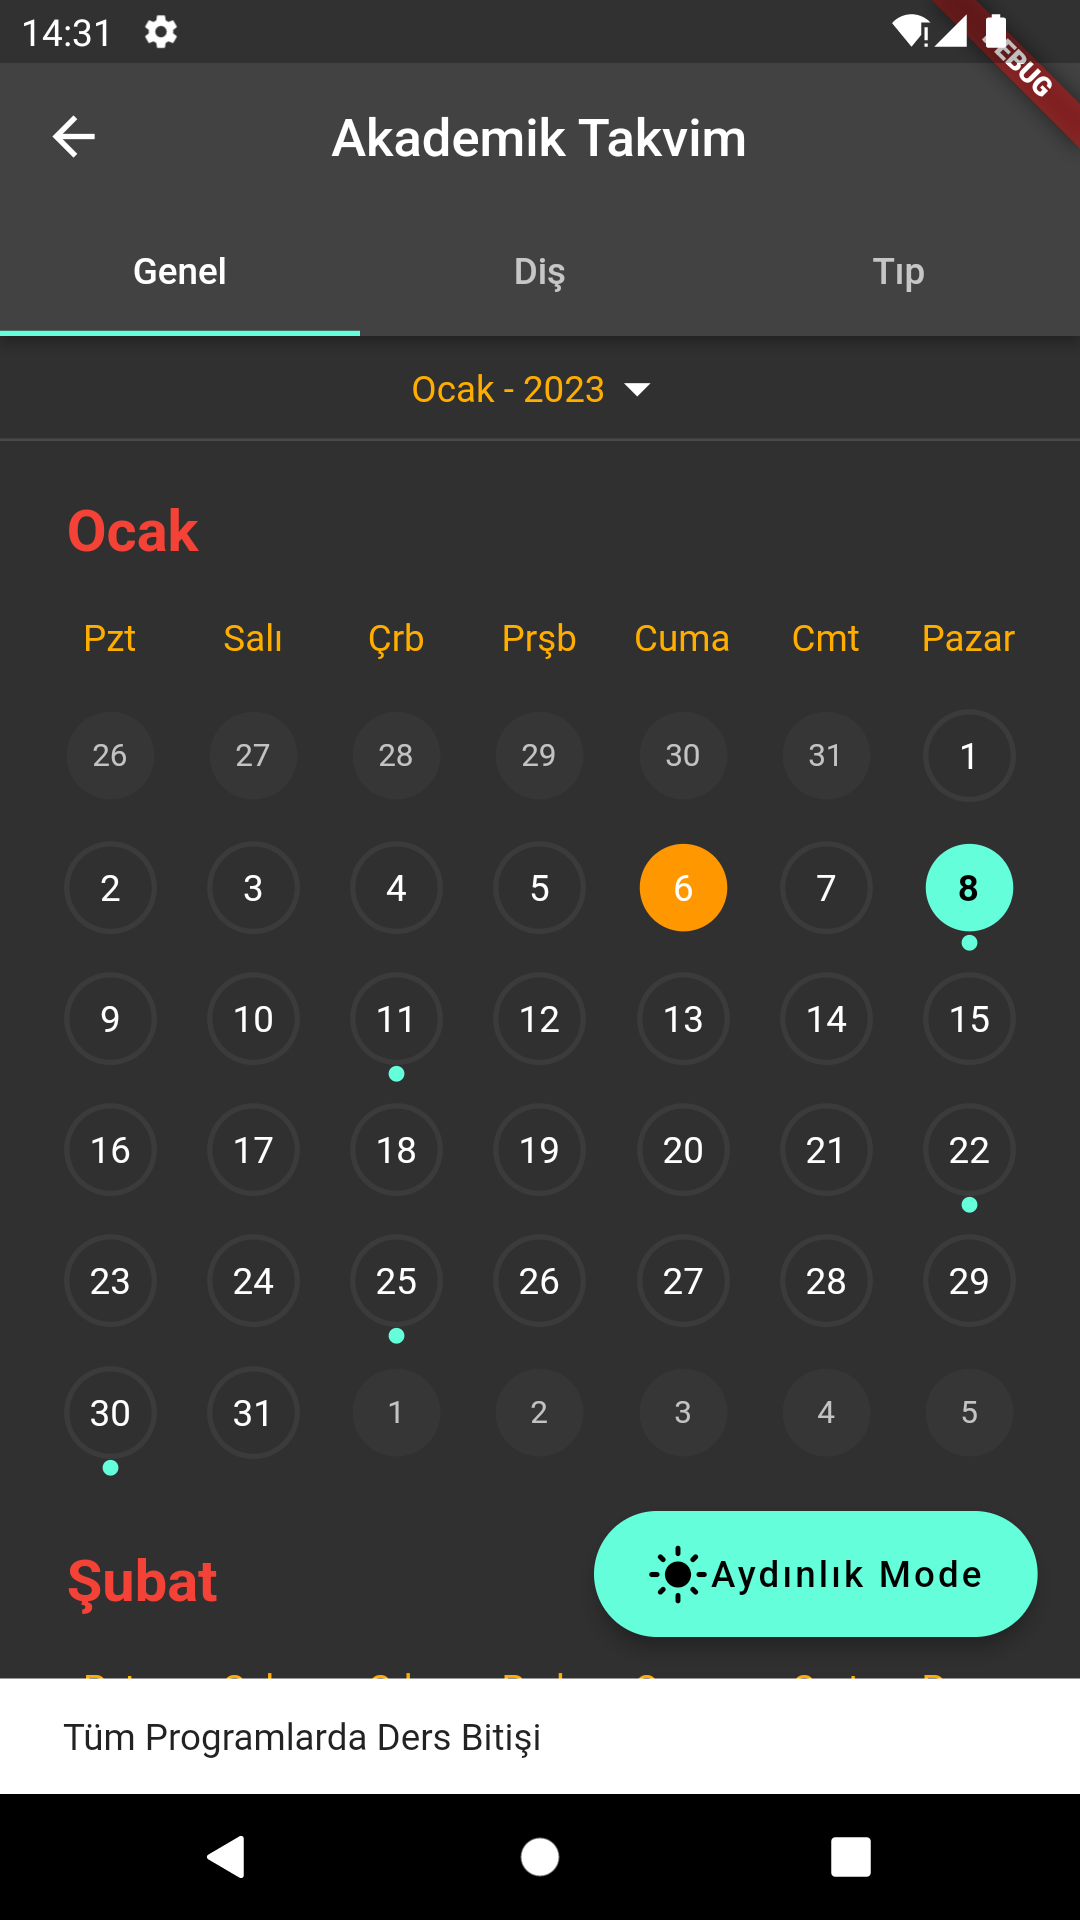 14:31
DEBUG
Akademik Takvim
Genel Diş Tıp
Ocak - 2023
Ocak
Pzt Salı Çrb Prşb Cuma Cmt Pazar
26 27 28 29 30 31 1
2 3 4 5 6 7 8
9 10 11 12 13 14 15
16 17 18 19 20 21 22
23 24 25 26 27 28 29
30 31 1 2 3 4 5
Şubat
Aydınlık Mode
Tüm Programlarda Ders Bitişi